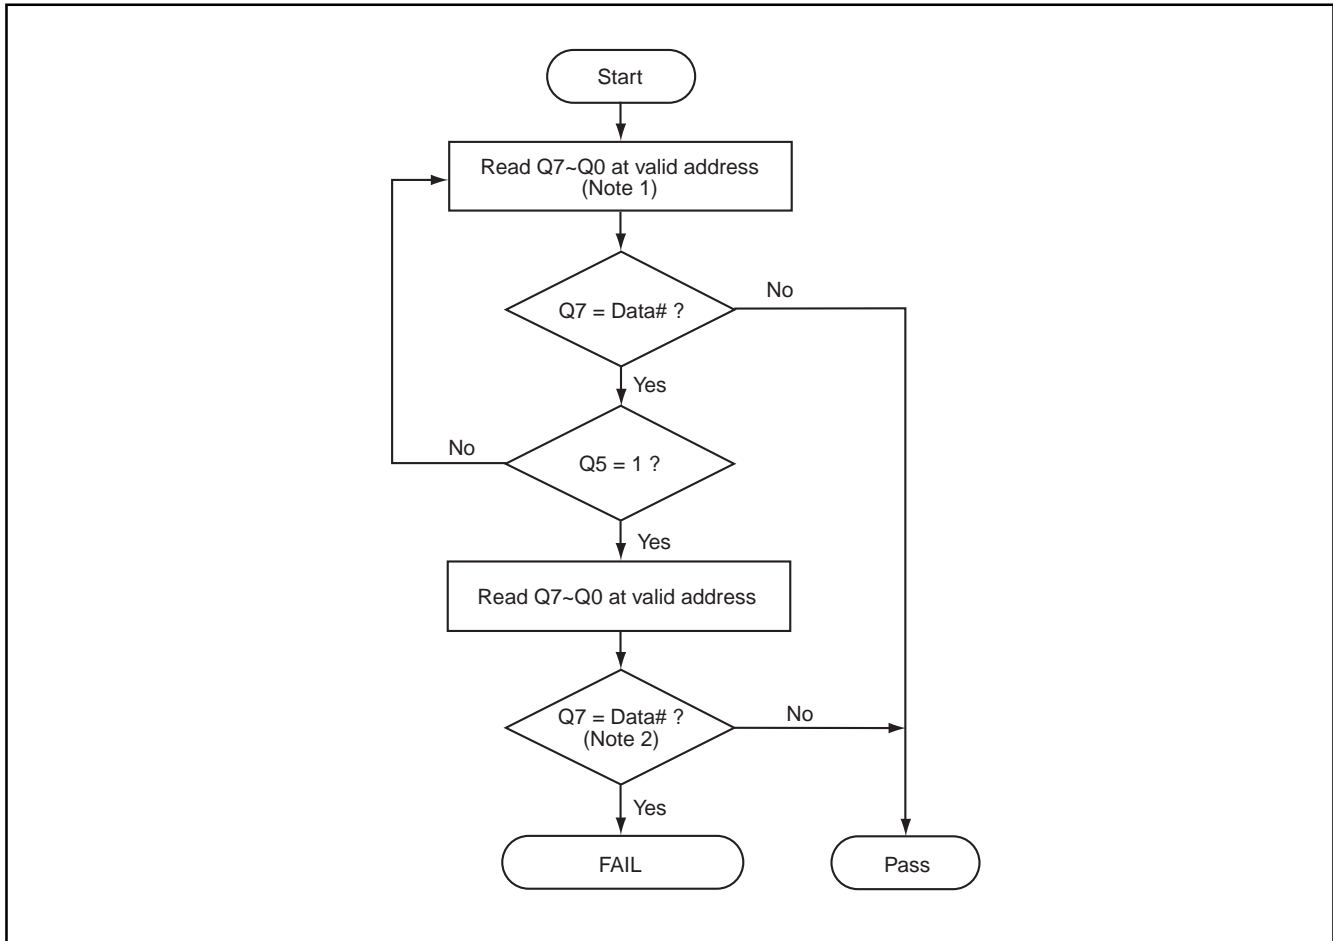 Start
Read Q7~Q0 at valid address
(Note 1)
Q7 = Data# ?
No
Yes
Q5 = 1 ?
No
Yes
Read Q7~Q0 at valid address
Q7 = Data# ?
(Note 2)
No
Yes
FAIL
Pass